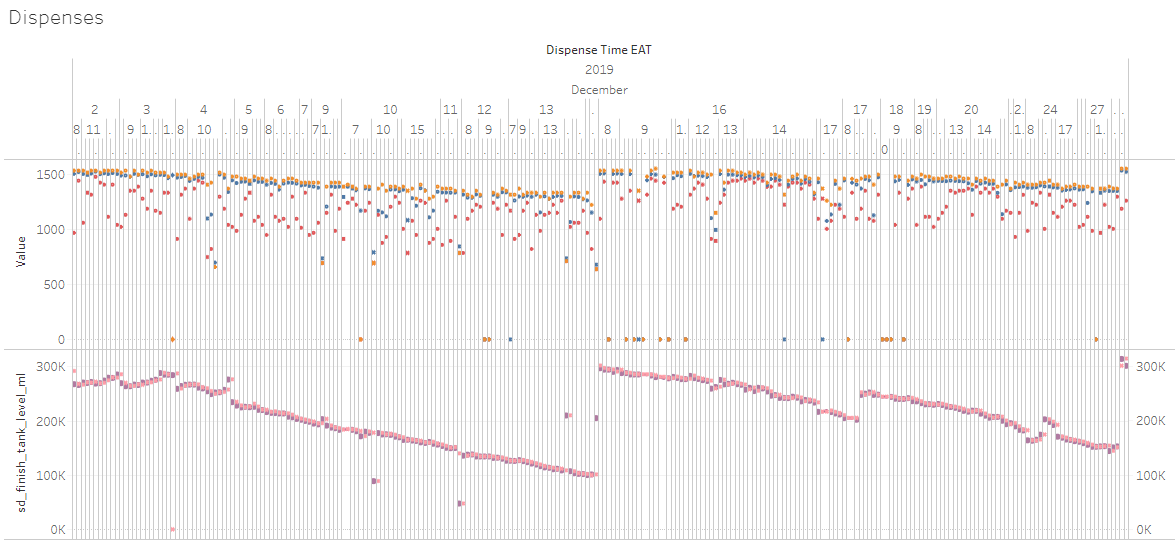 Dispenses
Dispense Time EAT
2019
December
2 3 4 5 6 7 9 10 11 12 13 . 16 17 18 19 20 .. 2. 24 .. 27 ..
8 11 . . 9 1. . 1. 8 10 . . 9 . 8 . . 7 1. . 7 10 15 . . 8 9 . 7 9 13 . . . 8 9 1. 12 13 14 17 8 . . 9 8 . 13 14 . 1. 8 . 17 . . 1. . .
0
1500
1000
500
0
Value
300K
200K
100K
0K
sd_finish_tank_level_ml
300K
200K
100K
0K